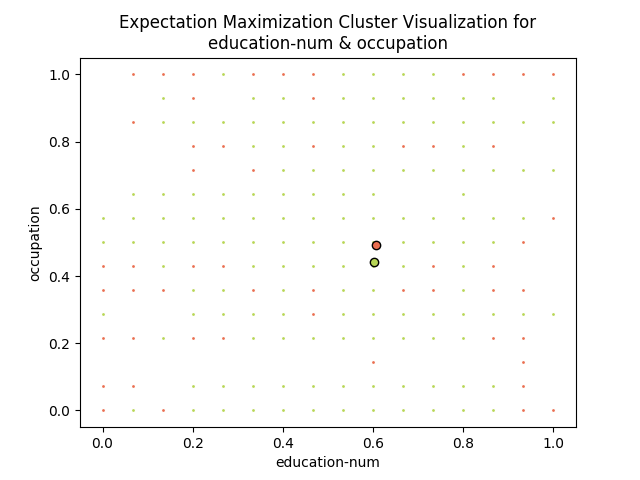 Expectation Maximization Cluster Visualization for
education-num & occupation
1.0
0.8
0.6
0.4
0.2
0.0
occupation
0.0 0.2 0.4 0.6 0.8 1.0
education-num